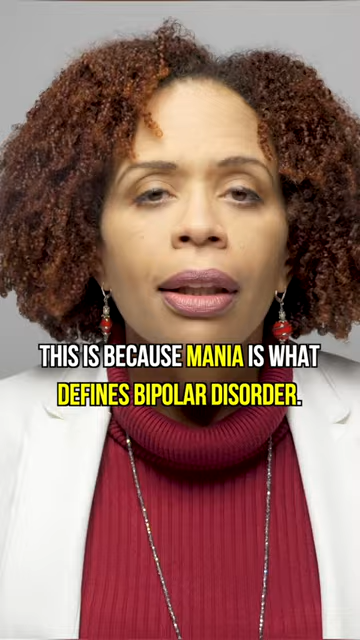 THIS IS BECAUSE MANIA IS WHAT
DEFINES BIPOLAR DISORDER.